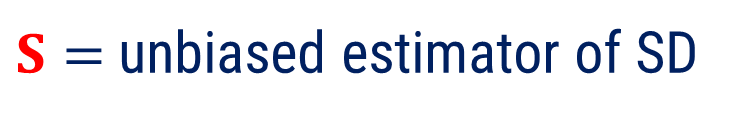 S = unbiased estimator of SD